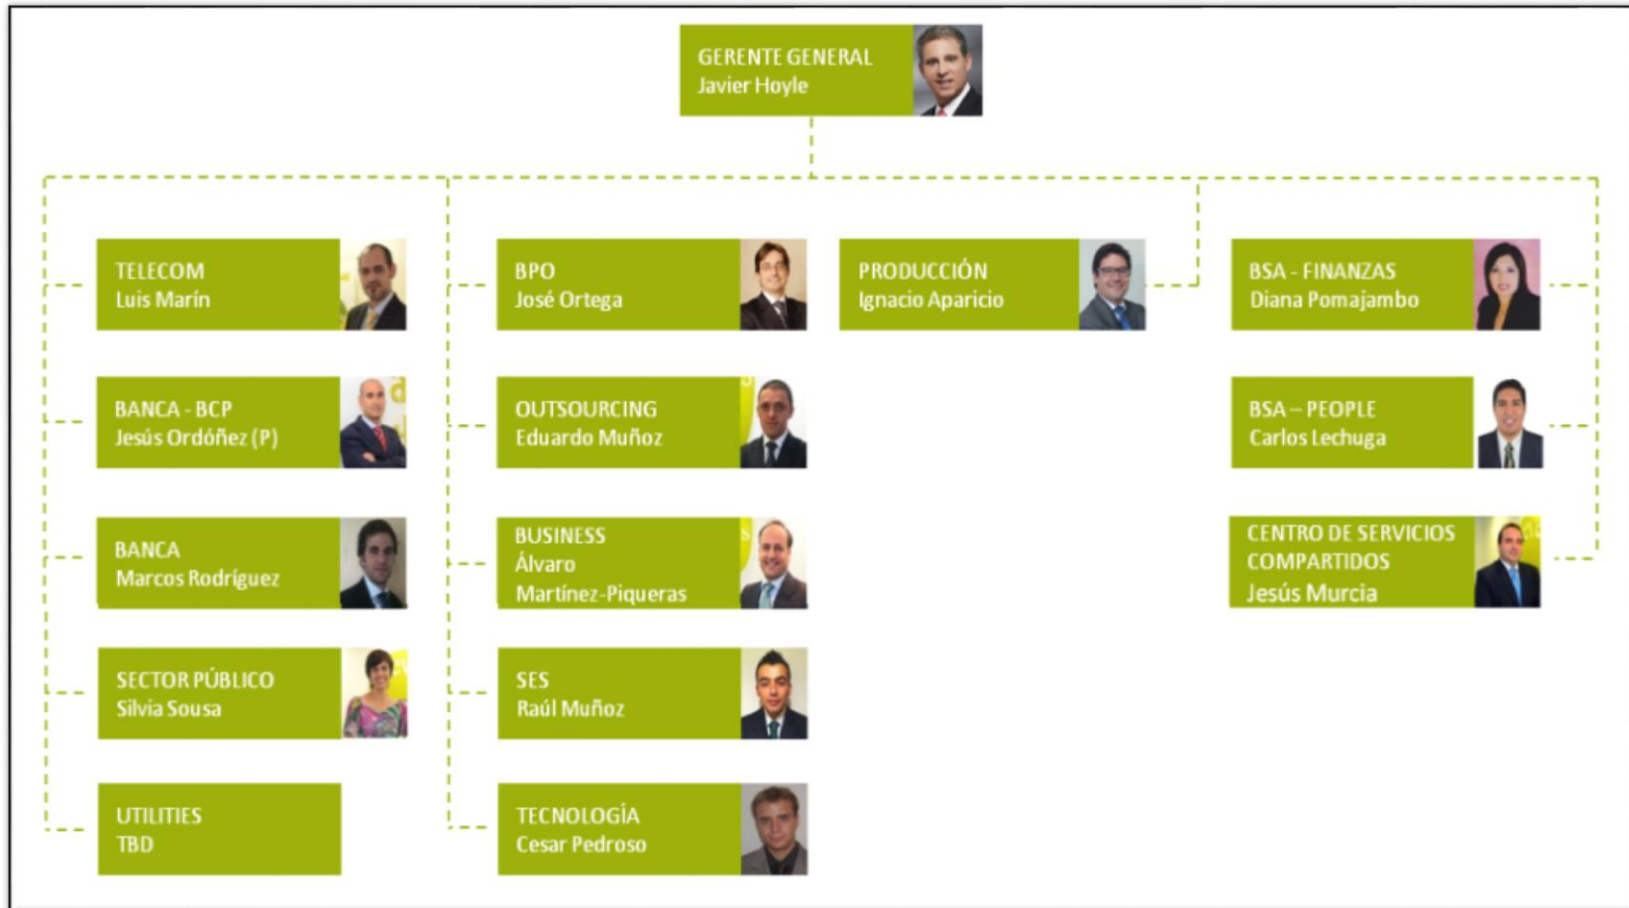 GERENTE GENERAL
Javier Hoyle
TELECOM
Luis Marín
BANCA - BCP
Jesús Ordóñez (P)
BANCA
Marcos Rodríguez
SECTOR PÚBLICO
Silvia Sousa
UTILITIES
TBD
BPO
José Ortega
OUTSOURCING
Eduardo Muñoz
BUSINESS
Álvaro
Martínez-Piqueras
SES
Raúl Muñoz
TECNOLOGÍA
Cesar Pedroso
PRODUCCIÓN
Ignacio Aparicio
BSA - FINANZAS
Diana Pomajambo
BSA – PEOPLE
Carlos Lechuga
CENTRO DE SERVICIOS
COMPARTIDOS
Jesús Murcia